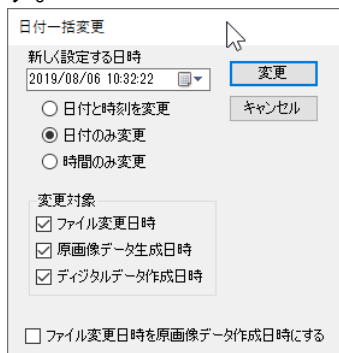 日付一括変更
新しく設定する日時
2019/08/06 10:32:22
変更
日付と時刻を変更
キャンセル
日付のみ変更
時間のみ変更
変更対象
ファイル変更日時
原画像データ生成日時
ディジタルデータ作成日時
ファイル変更日時を原画像データ作成日時にする